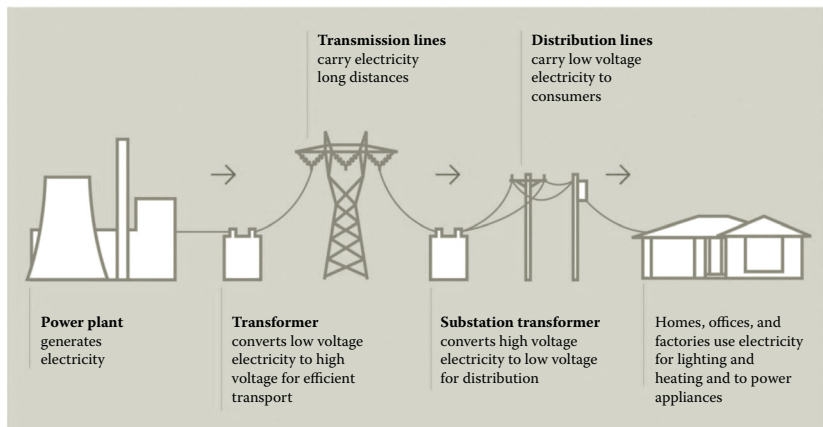 Transmission lines
carry electricity
long distances
Distribution lines
carry low voltage
electricity to
consumers
Power plant
generates
electricity
Transformer
converts low voltage
electricity to high
voltage for efficient
transport
Substation transformer
converts high voltage
electricity to low voltage
for distribution
Homes, offices, and
factories use electricity
for lighting and
heating and to power
appliances